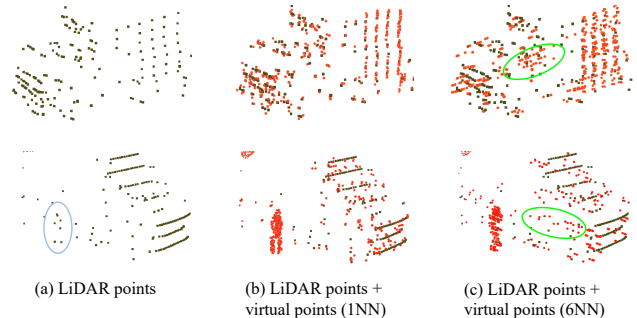 (a) LiDAR points
(b) LiDAR points +
virtual points (1NN)
(c) LiDAR points +
virtual points (6NN)